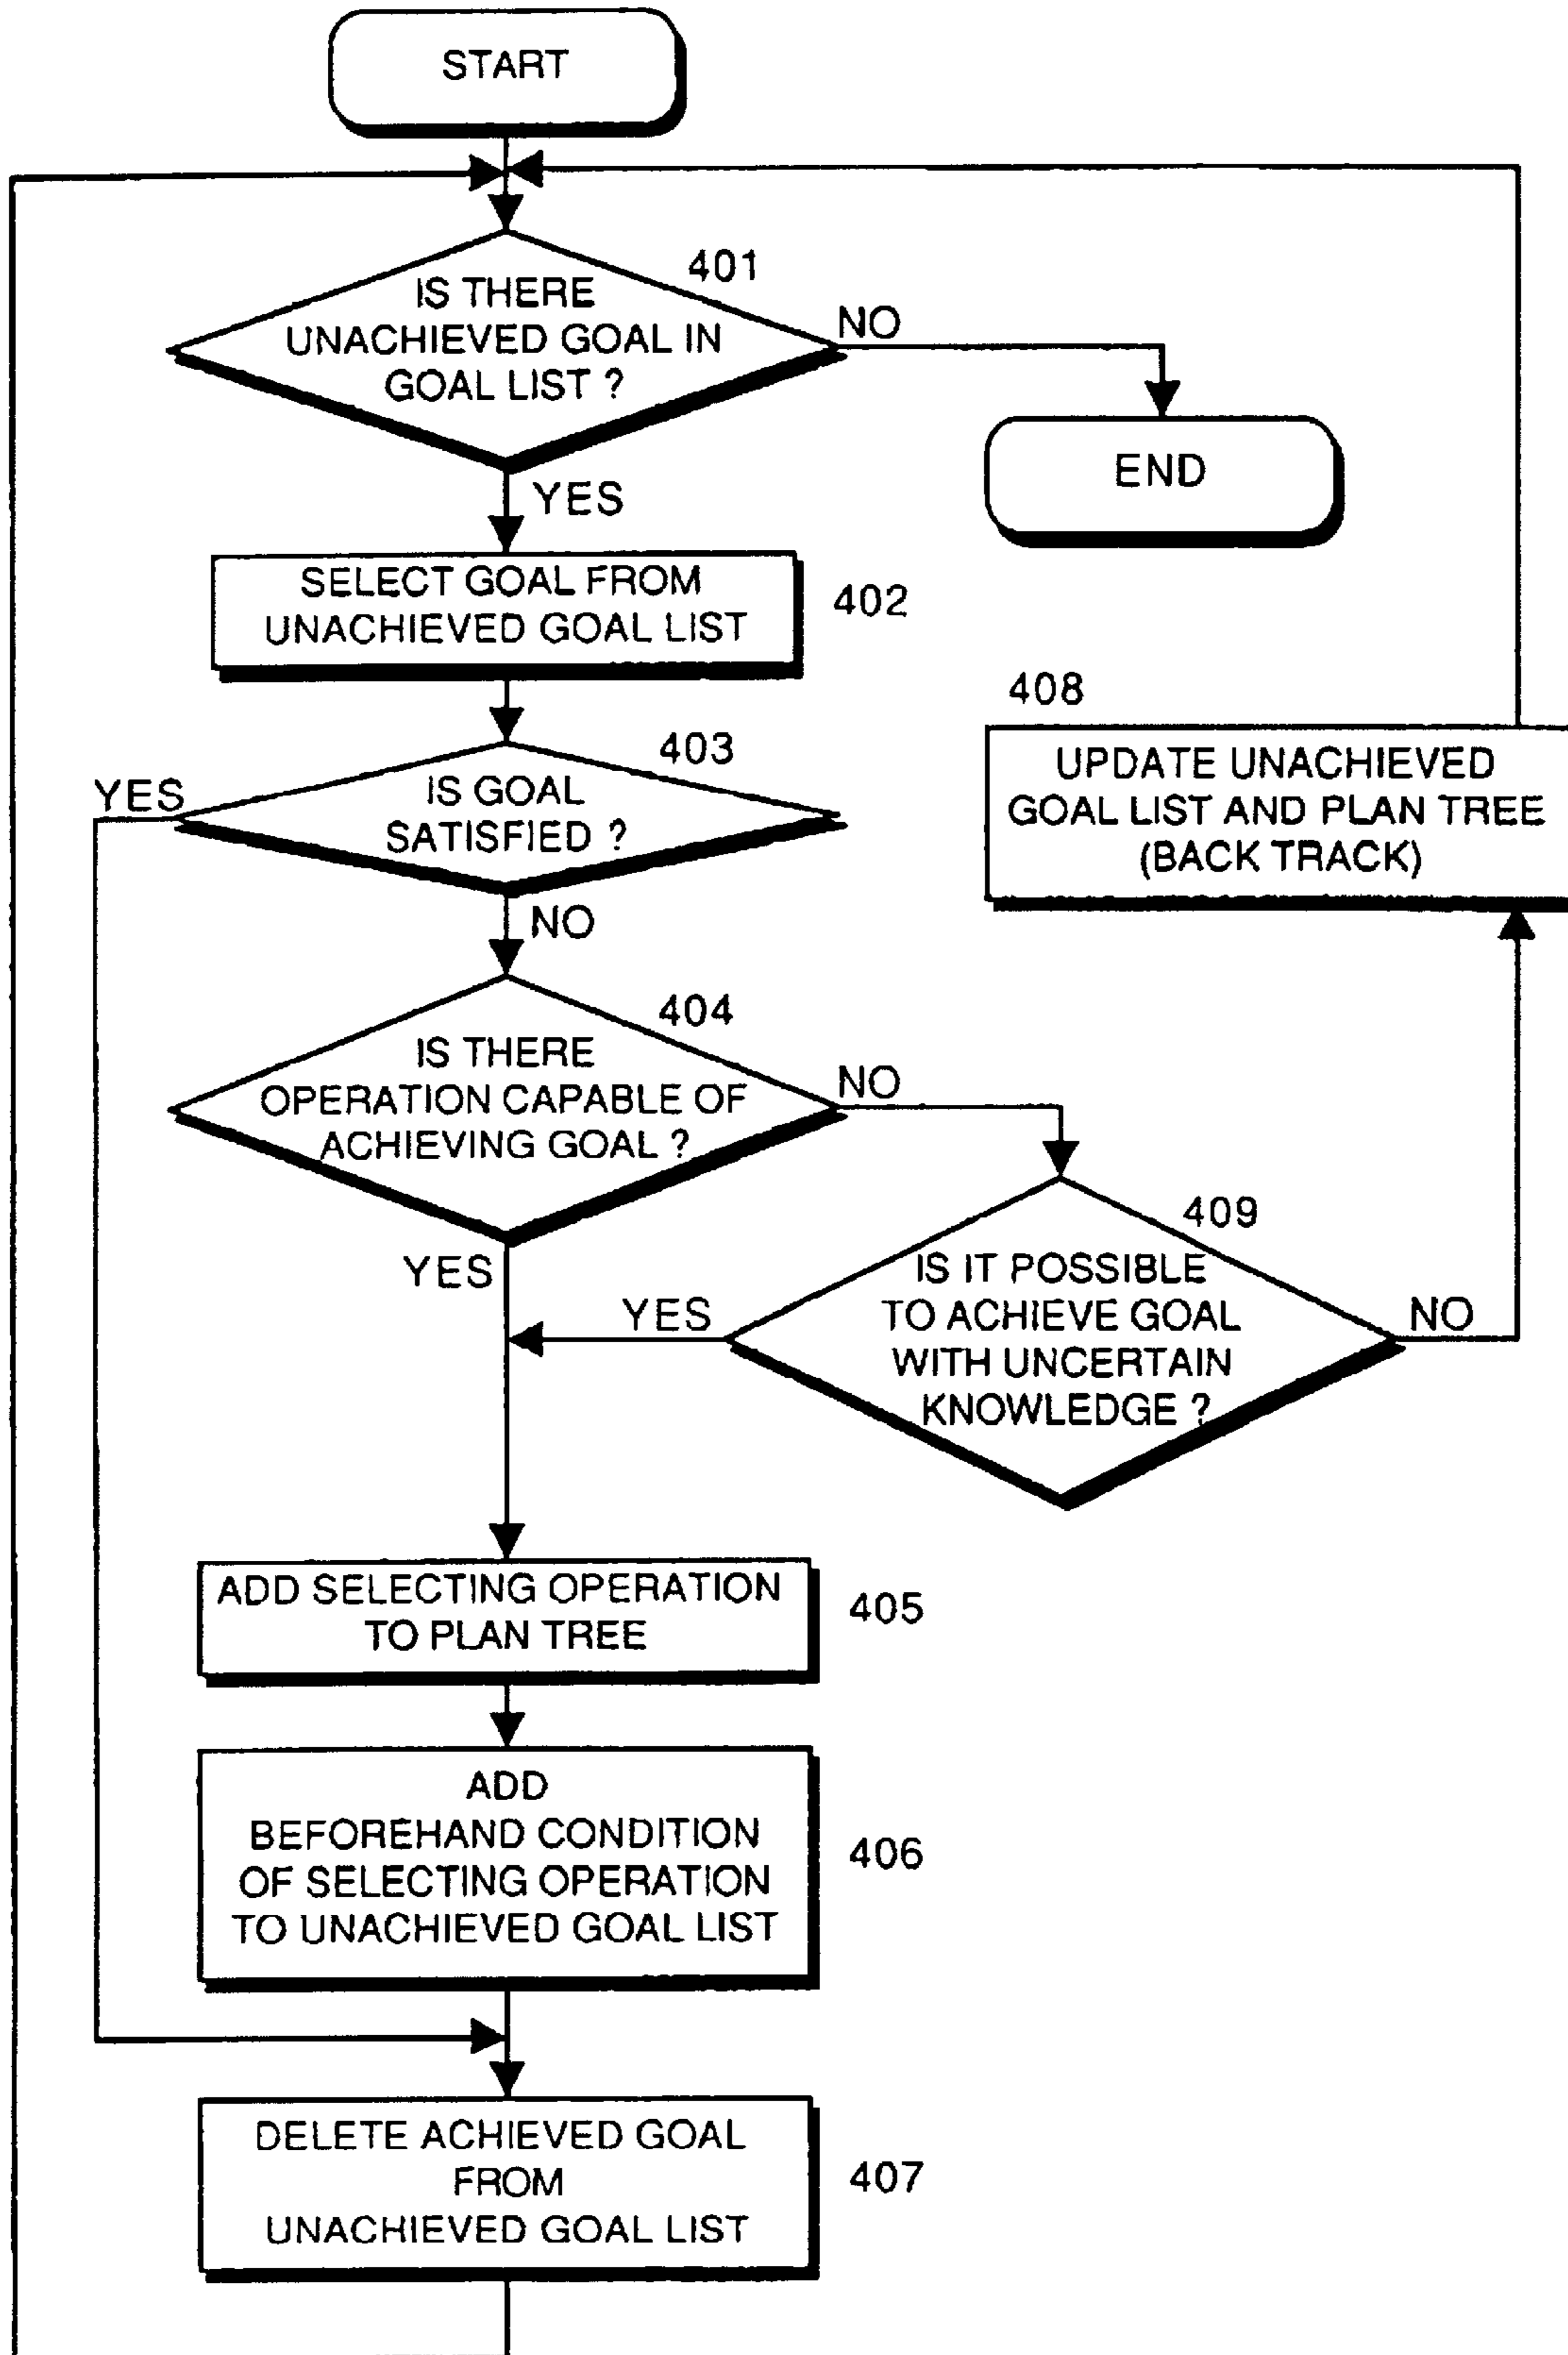 START
401
IS THERE
UNACHIEVED GOAL IN
GOAL LIST ?
NO
END
YES
SELECT GOAL FROM
UNACHIEVED GOAL LIST
402
408
UPDATE UNACHIEVED
GOAL LIST AND PLAN TREE
(BACK TRACK)
403
YES
IS GOAL
SATISFIED ?
NO
404
IS THERE
OPERATION CAPABLE OF
ACHIEVING GOAL ?
NO
YES
409
IS IT POSSIBLE
TO ACHIEVE GOAL
WITH UNCERTAIN
KNOWLEDGE ?
YES
NO
ADD SELECTING OPERATION
TO PLAN TREE
405
ADD
BEFOREHAND CONDITION
OF SELECTING OPERATION
TO UNACHIEVED GOAL LIST
406
DELETE ACHIEVED GOAL
FROM
UNACHIEVED GOAL LIST
407